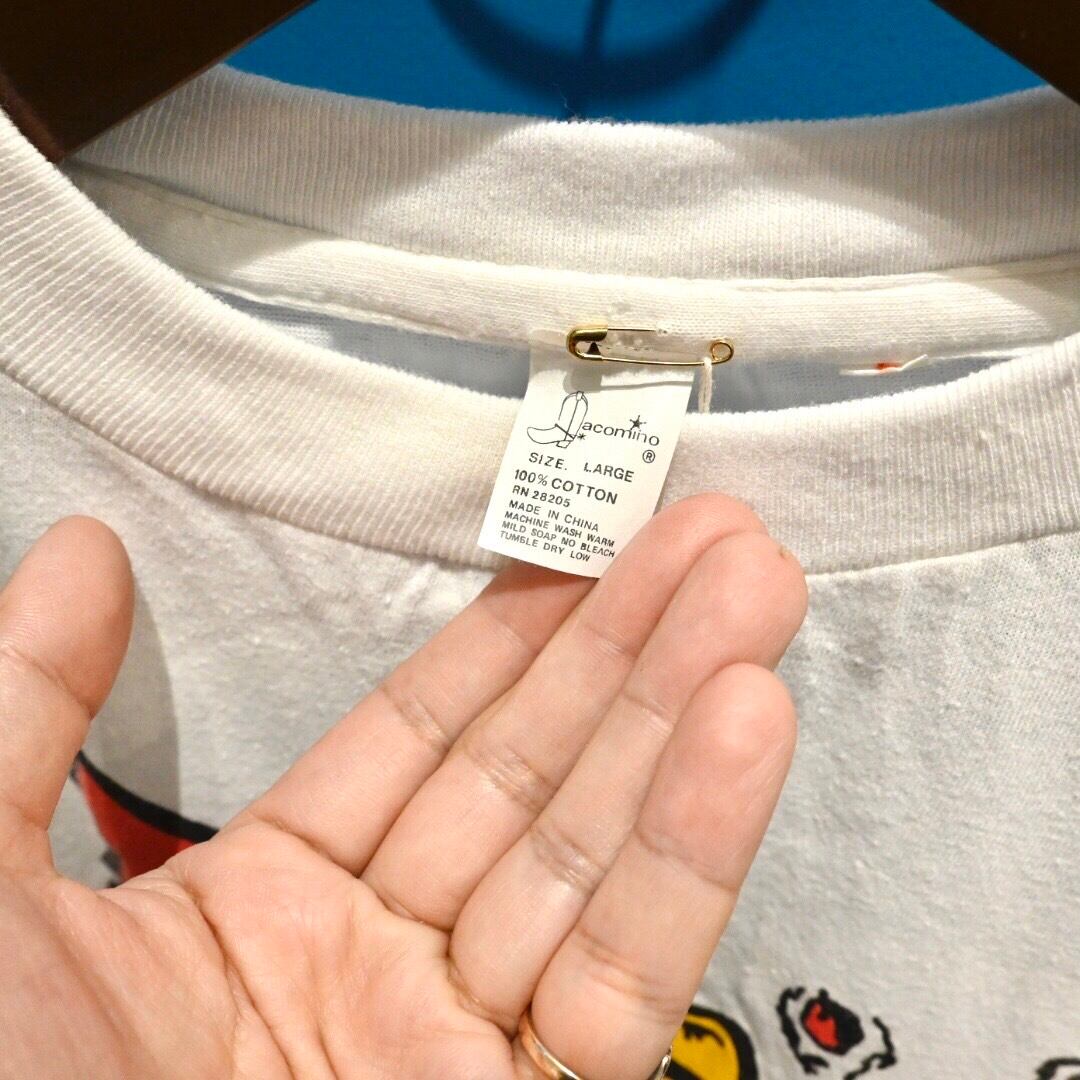 Jacomino
®
SIZE. LARGE
100% COTTON
RN 28205
MADE IN CHINA
MACHINE WASH WARM
MILD SOAP NO BLEACH
TUMBLE DRY LOW